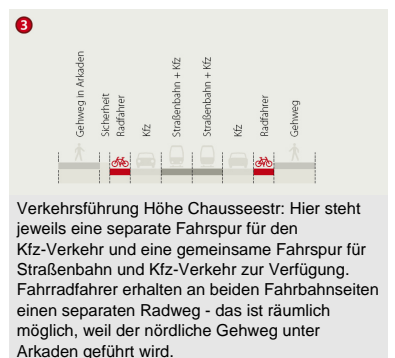 3
Gehweg in Arkaden
Sicherheit
Radfahrer
Kfz
Straßenbahn + Kfz
Straßenbahn + Kfz
Kfz
Radfahrer
Gehweg
Verkehrsführung Höhe Chausseestr: Hier steht
jeweils eine separate Fahrspur für den
Kfz-Verkehr und eine gemeinsame Fahrspur für
Straßenbahn und Kfz-Verkehr zur Verfügung.
Fahrradfahrer erhalten an beiden Fahrbahnseiten
einen separaten Radweg - das ist räumlich
möglich, weil der nördliche Gehweg unter
Arkaden geführt wird.